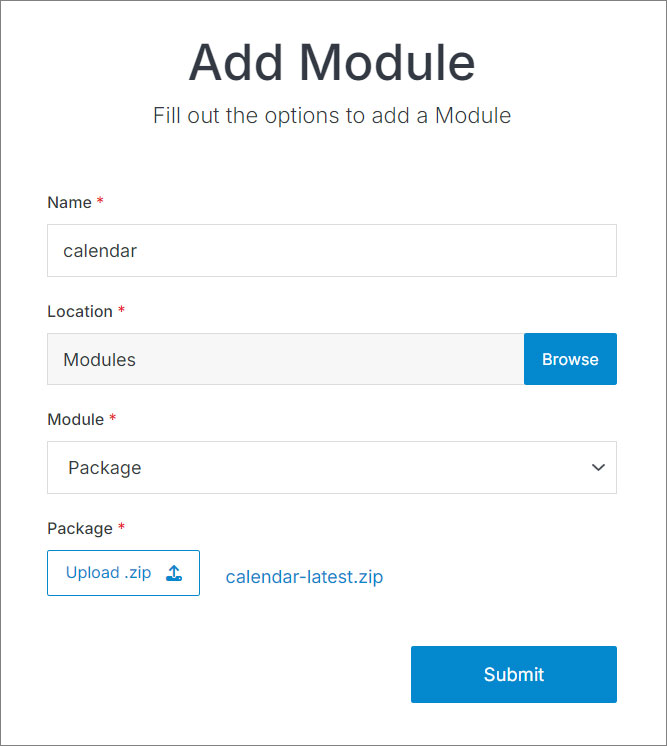 Add Module
Fill out the options to add a Module
Name *
calendar
Location *
Modules
Browse
Module *
Package
Package *
Upload .zip
calendar-latest.zip
Submit